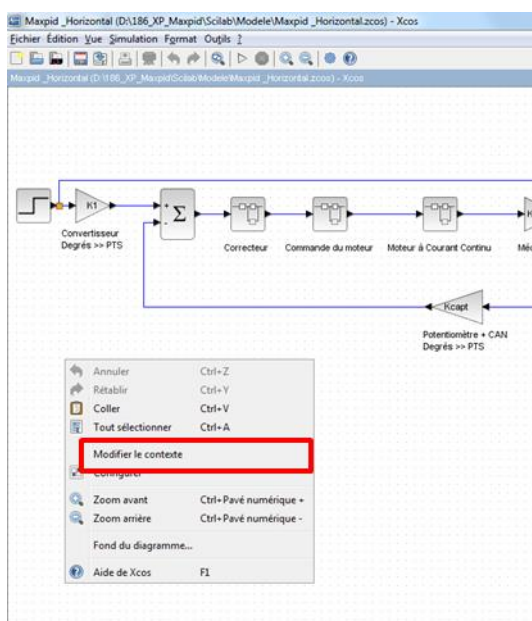 Maxpid _Horizontal (D:\186_XP_Maxpid\Scilab\Modele\Maxpid _Horizontal.zcos) - Xcos
Fichier Édition Vue Simulation Format Outils ?
Maxpid _Horizontal (D:\186_XP_Maxpid\Scilab\Modele\Maxpid _Horizontal.zcos) - Xcos
K1
+
Σ
-
Convertisseur
Degrés >> PTS
Correcteur
Commande du moteur
Moteur à Courant Continu
Kcapt
Potentiomètre + CAN
Degrés >> PTS
Annuler Ctrl+Z
Rétablir Ctrl+Y
Coller Ctrl+V
Tout sélectionner Ctrl+A
Modifier le contexte
Configurer
Zoom avant Ctrl+Pavé numérique +
Zoom arrière Ctrl+Pavé numérique -
Fond du diagramme...
Aide de Xcos F1